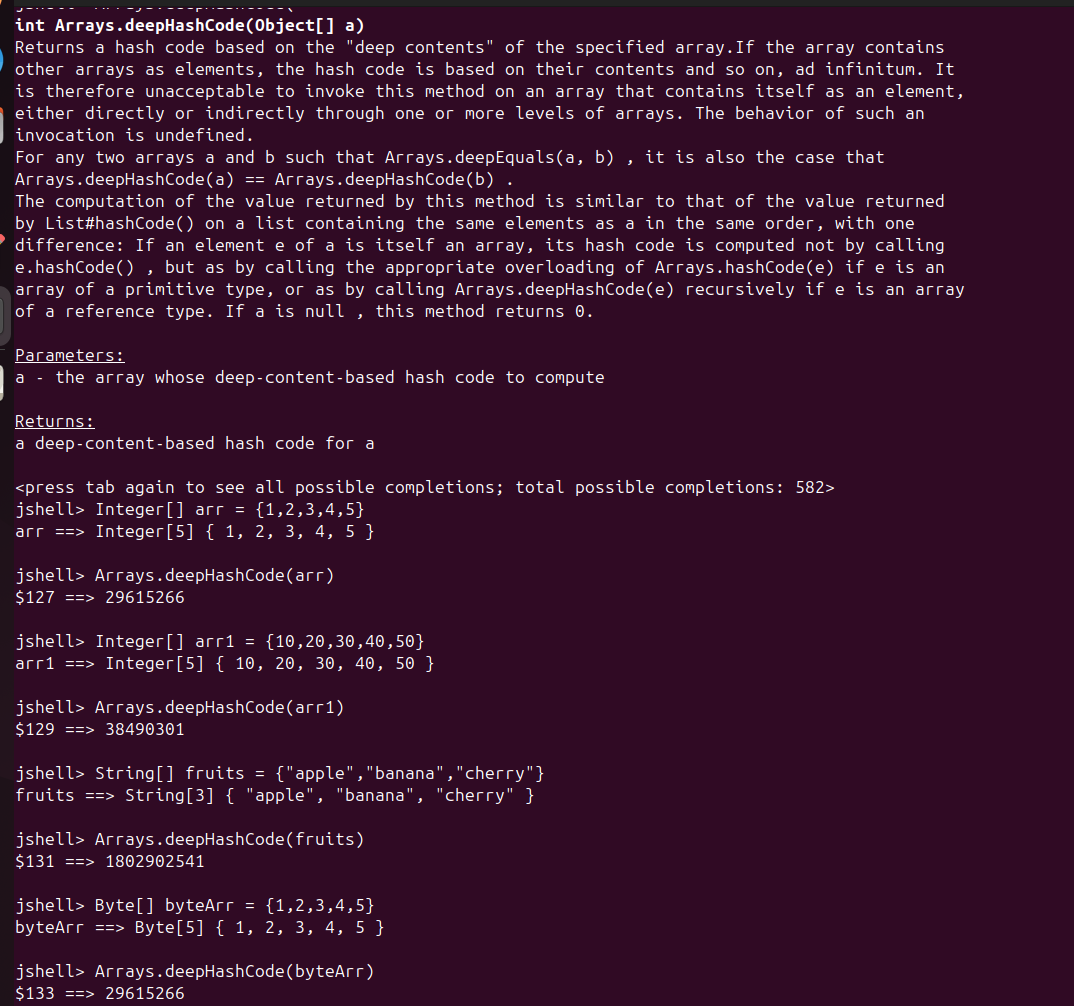 int Arrays.deepHashCode(Object[] a)
Returns a hash code based on the "deep contents" of the specified array.If the array contains
other arrays as elements, the hash code is based on their contents and so on, ad infinitum. It
is therefore unacceptable to invoke this method on an array that contains itself as an element,
either directly or indirectly through one or more levels of arrays. The behavior of such an
invocation is undefined.
For any two arrays a and b such that Arrays.deepEquals(a, b) , it is also the case that
Arrays.deepHashCode(a) == Arrays.deepHashCode(b) .
The computation of the value returned by this method is similar to that of the value returned
by List#hashCode() on a list containing the same elements as a in the same order, with one
difference: If an element e of a is itself an array, its hash code is computed not by calling
e.hashCode() , but as by calling the appropriate overloading of Arrays.hashCode(e) if e is an
array of a primitive type, or as by calling Arrays.deepHashCode(e) recursively if e is an array
of a reference type. If a is null , this method returns 0.
Parameters:
a - the array whose deep-content-based hash code to compute
Returns:
a deep-content-based hash code for a
<press tab again to see all possible completions; total possible completions: 582>
jshell> Integer[] arr = {1,2,3,4,5}
arr ==> Integer[5] { 1, 2, 3, 4, 5 }
jshell> Arrays.deepHashCode(arr)
$127 ==> 29615266
jshell> Integer[] arr1 = {10,20,30,40,50}
arr1 ==> Integer[5] { 10, 20, 30, 40, 50 }
jshell> Arrays.deepHashCode(arr1)
$129 ==> 38490301
jshell> String[] fruits = {"apple","banana","cherry"}
fruits ==> String[3] { "apple", "banana", "cherry" }
jshell> Arrays.deepHashCode(fruits)
$131 ==> 1802902541
jshell> Byte[] byteArr = {1,2,3,4,5}
byteArr ==> Byte[5] { 1, 2, 3, 4, 5 }
jshell> Arrays.deepHashCode(byteArr)
$133 ==> 29615266